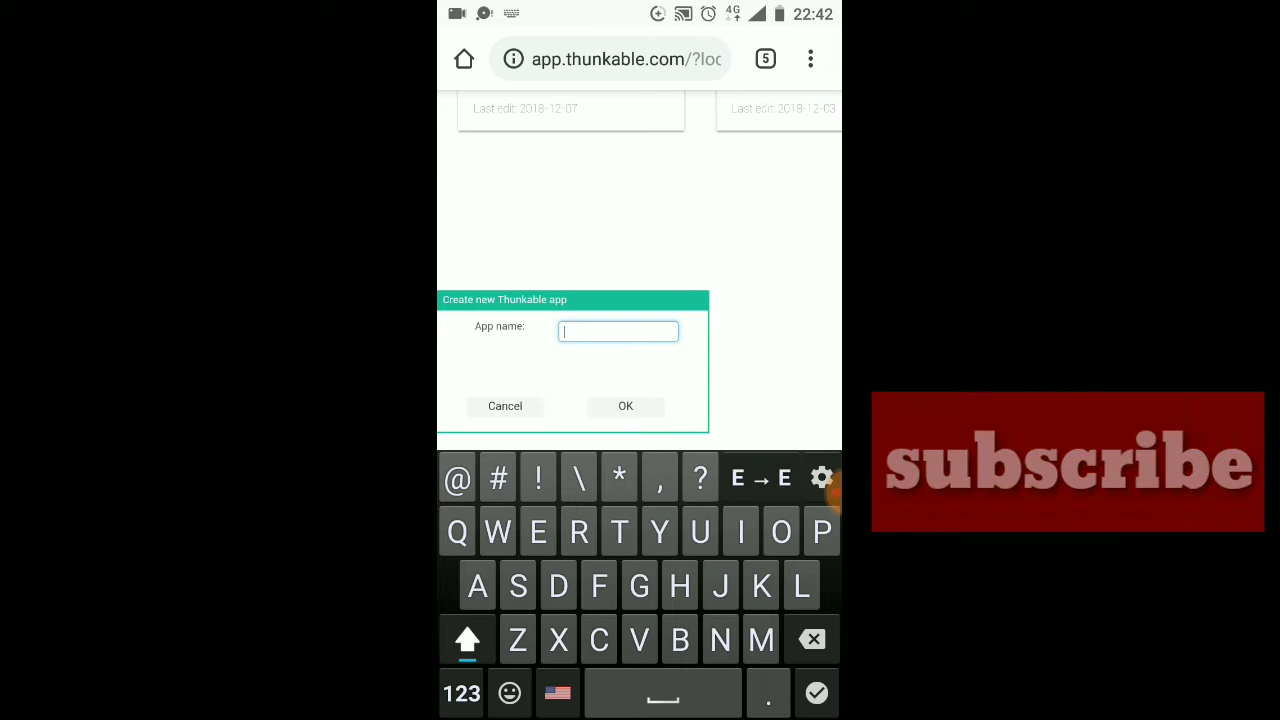 4G 22:42
app.thunkable.com/?loc 5
Last edit: 2018-12-07 Last edit: 2018-12-03
Create new Thunkable app
App name:
Cancel OK
subscribe
@ # ! \ * , ? E → E
Q W E R T Y U I O P
A S D F G H J K L
Z X C V B N M
123 .